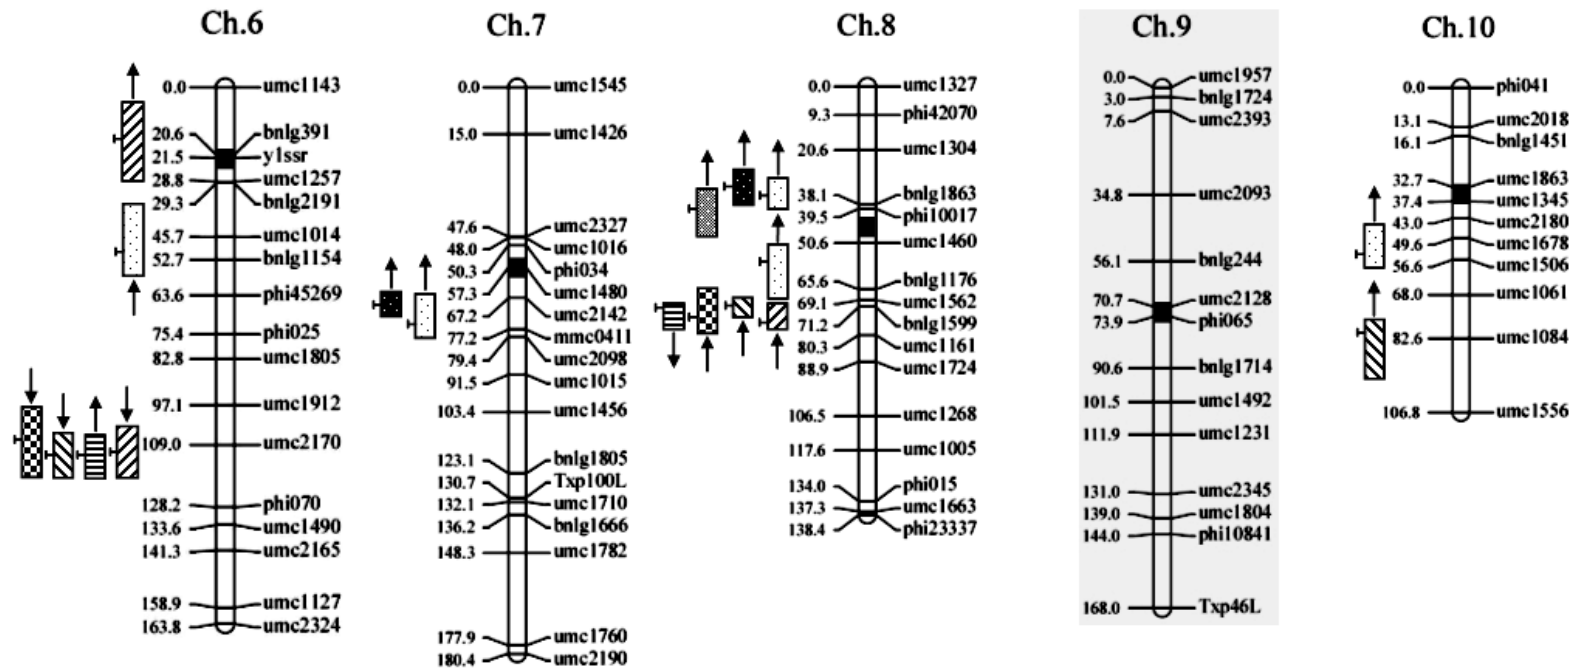 Ch.6
0.0 umc1143
20.6 bnlg391
21.5 y1ssr
28.8 umc1257
29.3 bnlg2191
45.7 umc1014
52.7 bnlg1154
63.6 phi45269
75.4 phi025
82.8 umc1805
97.1 umc1912
109.0 umc2170
128.2 phi070
133.6 umc1490
141.3 umc2165
158.9 umc1127
163.8 umc2324
Ch.7
0.0 umc1545
15.0 umc1426
47.6 umc2327
48.0 umc1016
50.3 phi034
57.3 umc1480
67.2 umc2142
77.2 mmc0411
79.4 umc2098
91.5 umc1015
103.4 umc1456
123.1 bnlg1805
130.7 Txp100L
132.1 umc1710
136.2 bnlg1666
148.3 umc1782
177.9 umc1760
180.4 umc2190
Ch.8
0.0 umc1327
9.3 phi42070
20.6 umc1304
38.1 bnlg1863
39.5 phi10017
50.6 umc1460
65.6 bnlg1176
69.1 umc1562
71.2 bnlg1599
80.3 umc1161
88.9 umc1724
106.5 umc1268
117.6 umc1005
134.0 phi015
137.3 umc1663
138.4 phi23337
Ch.9
0.0 umc1957
3.0 bnlg1724
7.6 umc2393
34.8 umc2093
56.1 bnlg244
70.7 umc2128
73.9 phi065
90.6 bnlg1714
101.5 umc1492
111.9 umc1231
131.0 umc2345
139.0 umc1804
144.0 phi10841
168.0 Txp46L
Ch.10
0.0 phi041
13.1 umc2018
16.1 bnlg1451
32.7 umc1863
37.4 umc1345
43.0 umc2180
49.6 umc1678
56.6 umc1506
68.0 umc1061
82.6 umc1084
106.8 umc1556